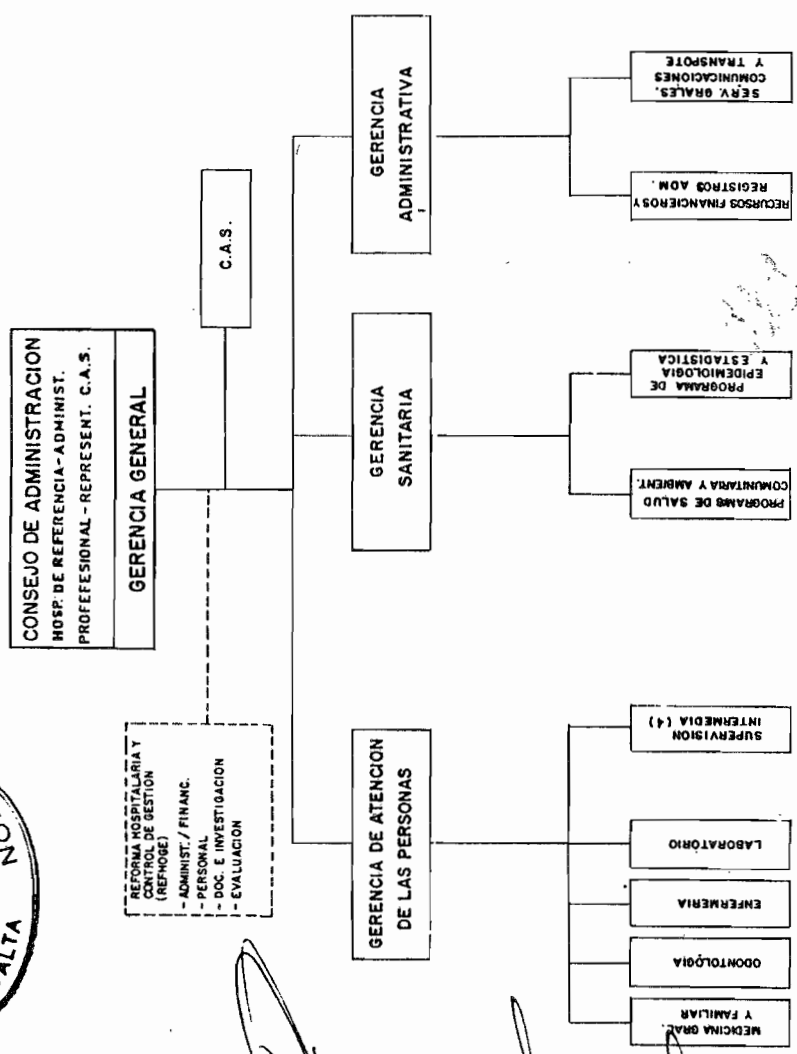 ALTA NO
CONSEJO DE ADMINISTRACION
HOSP. DE REFERENCIA-ADMINIST.
PROFEFESIONAL-REPRESENT. C.A.S.
GERENCIA GENERAL
C.A.S.
REFORMA HOSPITALARIA Y
CONTROL DE GESTION
(REFHOGE)
- ADMINIST./ FINANC.
- PERSONAL
- DOC. E INVESTIGACION
- EVALUACION
GERENCIA DE ATENCION
DE LAS PERSONAS
GERENCIA
SANITARIA
GERENCIA
ADMINISTRATIVA
MEDICINA GRAL.
Y FAMILIAR
ODONTOLOGIA
ENFERMERIA
LABORATORIO
SUPERVISION
INTERMEDIA (4)
PROGRAMS DE SALUD
COMUNITARIA Y AMBIENT.
PROGRAMA DE
EPIDEMIOLOGIA
Y ESTADISTICA
RECURSOS FINANCIEROS Y
REGISTROS ADM.
SERV. GRALES.
COMUNICACIONES
Y TRANSPOTE